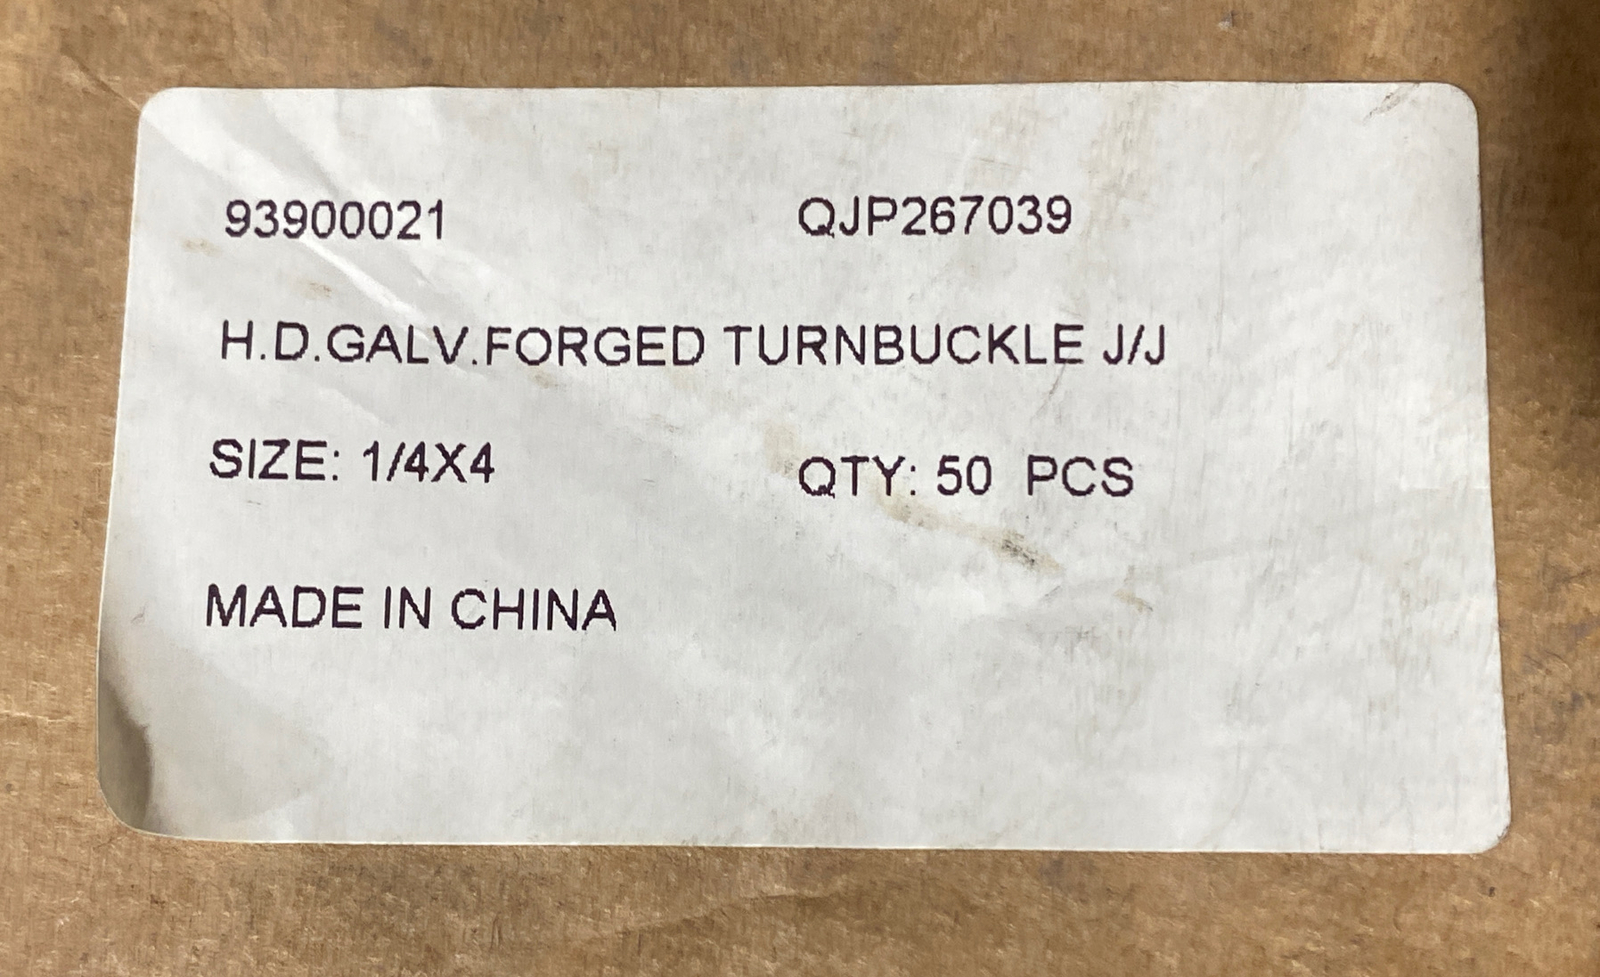 93900021 QJP267039
H.D.GALV.FORGED TURNBUCKLE J/J
SIZE: 1/4X4 QTY: 50 PCS
MADE IN CHINA